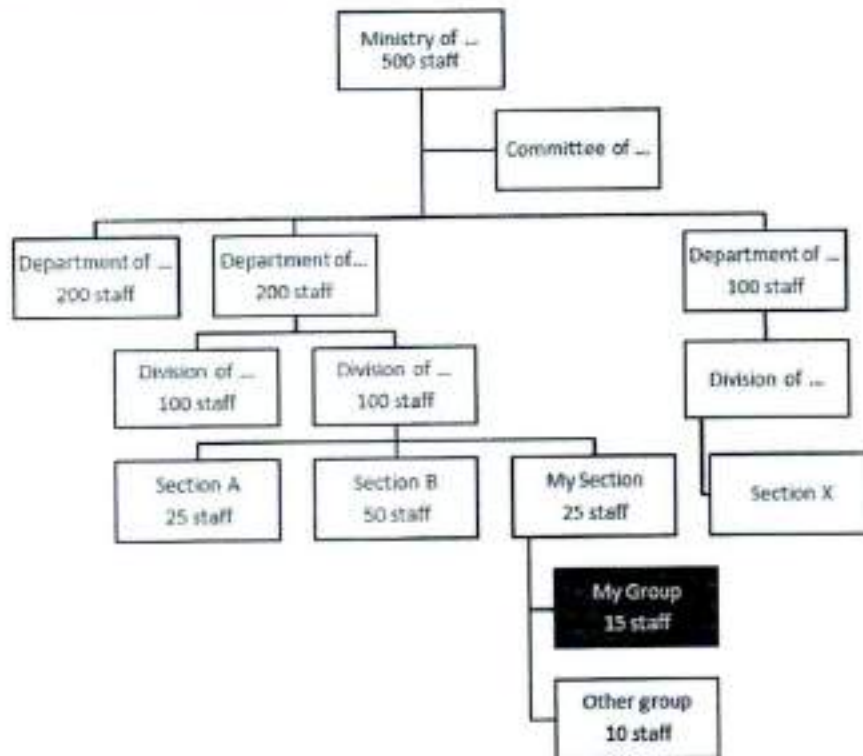 Ministry of ...
500 staff
Committee of ...
Department of ...
200 staff
Department of...
200 staff
Department of ...
100 staff
Division of ...
100 staff
Division of ...
100 staff
Division of ...
Section A
25 staff
Section B
50 staff
My Section
25 staff
Section X
My Group
15 staff
Other group
10 staff